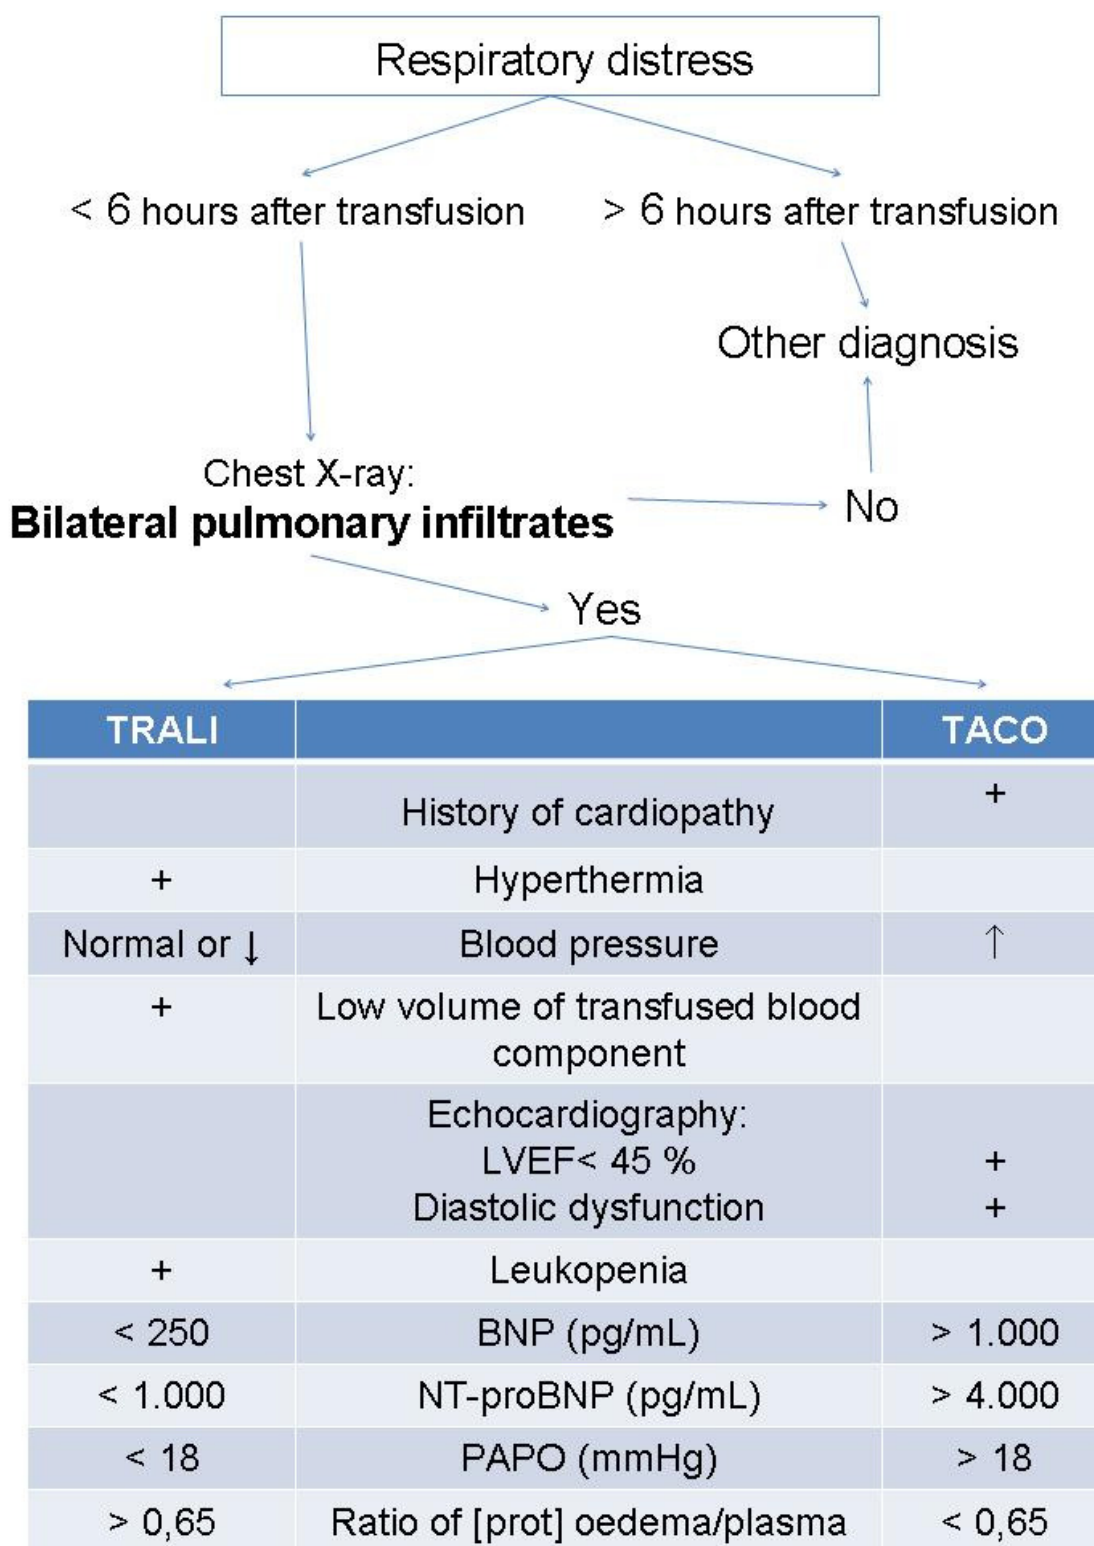 Respiratory distress
< 6 hours after transfusion
> 6 hours after transfusion
Other diagnosis
Chest X-ray:
Bilateral pulmonary infiltrates
No
Yes
TRALI TACO
History of cardiopathy +
+ Hyperthermia
Normal or ↓ Blood pressure ↑
+ Low volume of transfused blood
component
Echocardiography:
LVEF< 45 % +
Diastolic dysfunction +
+ Leukopenia
< 250 BNP (pg/mL) > 1.000
< 1.000 NT-proBNP (pg/mL) > 4.000
< 18 PAPO (mmHg) > 18
> 0,65 Ratio of [prot] oedema/plasma < 0,65